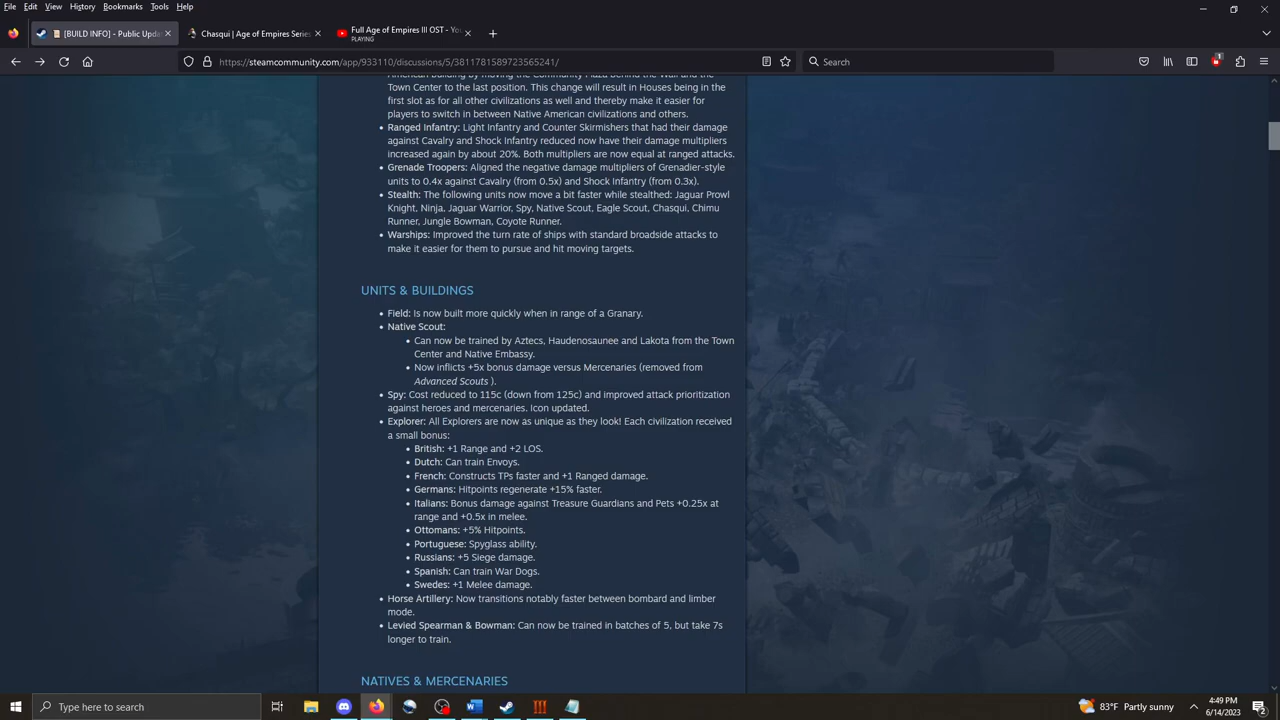 File Edit View History Bookmarks Tools Help
[BUILD INFO] - Public Upda
Chasqui | Age of Empires Series
Full Age of Empires III OST - Yo
PLAYING
https://steamcommunity.com/app/933110/discussions/5/3811781589723565241/
Search
American Building by moving the Community Plaza behind the Wall and the
Town Center to the last position. This change will result in Houses being in the
first slot as for all other civilizations as well and thereby make it easier for
players to switch in between Native American civilizations and others.
• Ranged Infantry: Light Infantry and Counter Skirmishers that had their damage
against Cavalry and Shock Infantry reduced now have their damage multipliers
increased again by about 20%. Both multipliers are now equal at ranged attacks.
• Grenade Troopers: Aligned the negative damage multipliers of Grenadier-style
units to 0.4x against Cavalry (from 0.5x) and Shock Infantry (from 0.3x).
• Stealth: The following units now move a bit faster while stealthed: Jaguar Prowl
Knight, Ninja, Jaguar Warrior, Spy, Native Scout, Eagle Scout, Chasqui, Chimu
Runner, Jungle Bowman, Coyote Runner.
• Warships: Improved the turn rate of ships with standard broadside attacks to
make it easier for them to pursue and hit moving targets.
UNITS & BUILDINGS
• Field: Is now built more quickly when in range of a Granary.
• Native Scout:
• Can now be trained by Aztecs, Haudenosaunee and Lakota from the Town
Center and Native Embassy.
• Now inflicts +5x bonus damage versus Mercenaries (removed from
Advanced Scouts ).
• Spy: Cost reduced to 115c (down from 125c) and improved attack prioritization
against heroes and mercenaries. Icon updated.
• Explorer: All Explorers are now as unique as they look! Each civilization received
a small bonus:
• British: +1 Range and +2 LOS.
• Dutch: Can train Envoys.
• French: Constructs TPs faster and +1 Ranged damage.
• Germans: Hitpoints regenerate +15% faster.
• Italians: Bonus damage against Treasure Guardians and Pets +0.25x at
range and +0.5x in melee.
• Ottomans: +5% Hitpoints.
• Portuguese: Spyglass ability.
• Russians: +5 Siege damage.
• Spanish: Can train War Dogs.
• Swedes: +1 Melee damage.
• Horse Artillery: Now transitions notably faster between bombard and limber
mode.
• Levied Spearman & Bowman: Can now be trained in batches of 5, but take 7s
longer to train.
NATIVES & MERCENARIES
Type here to search
83°F Partly sunny
4:49 PM
6/14/2023